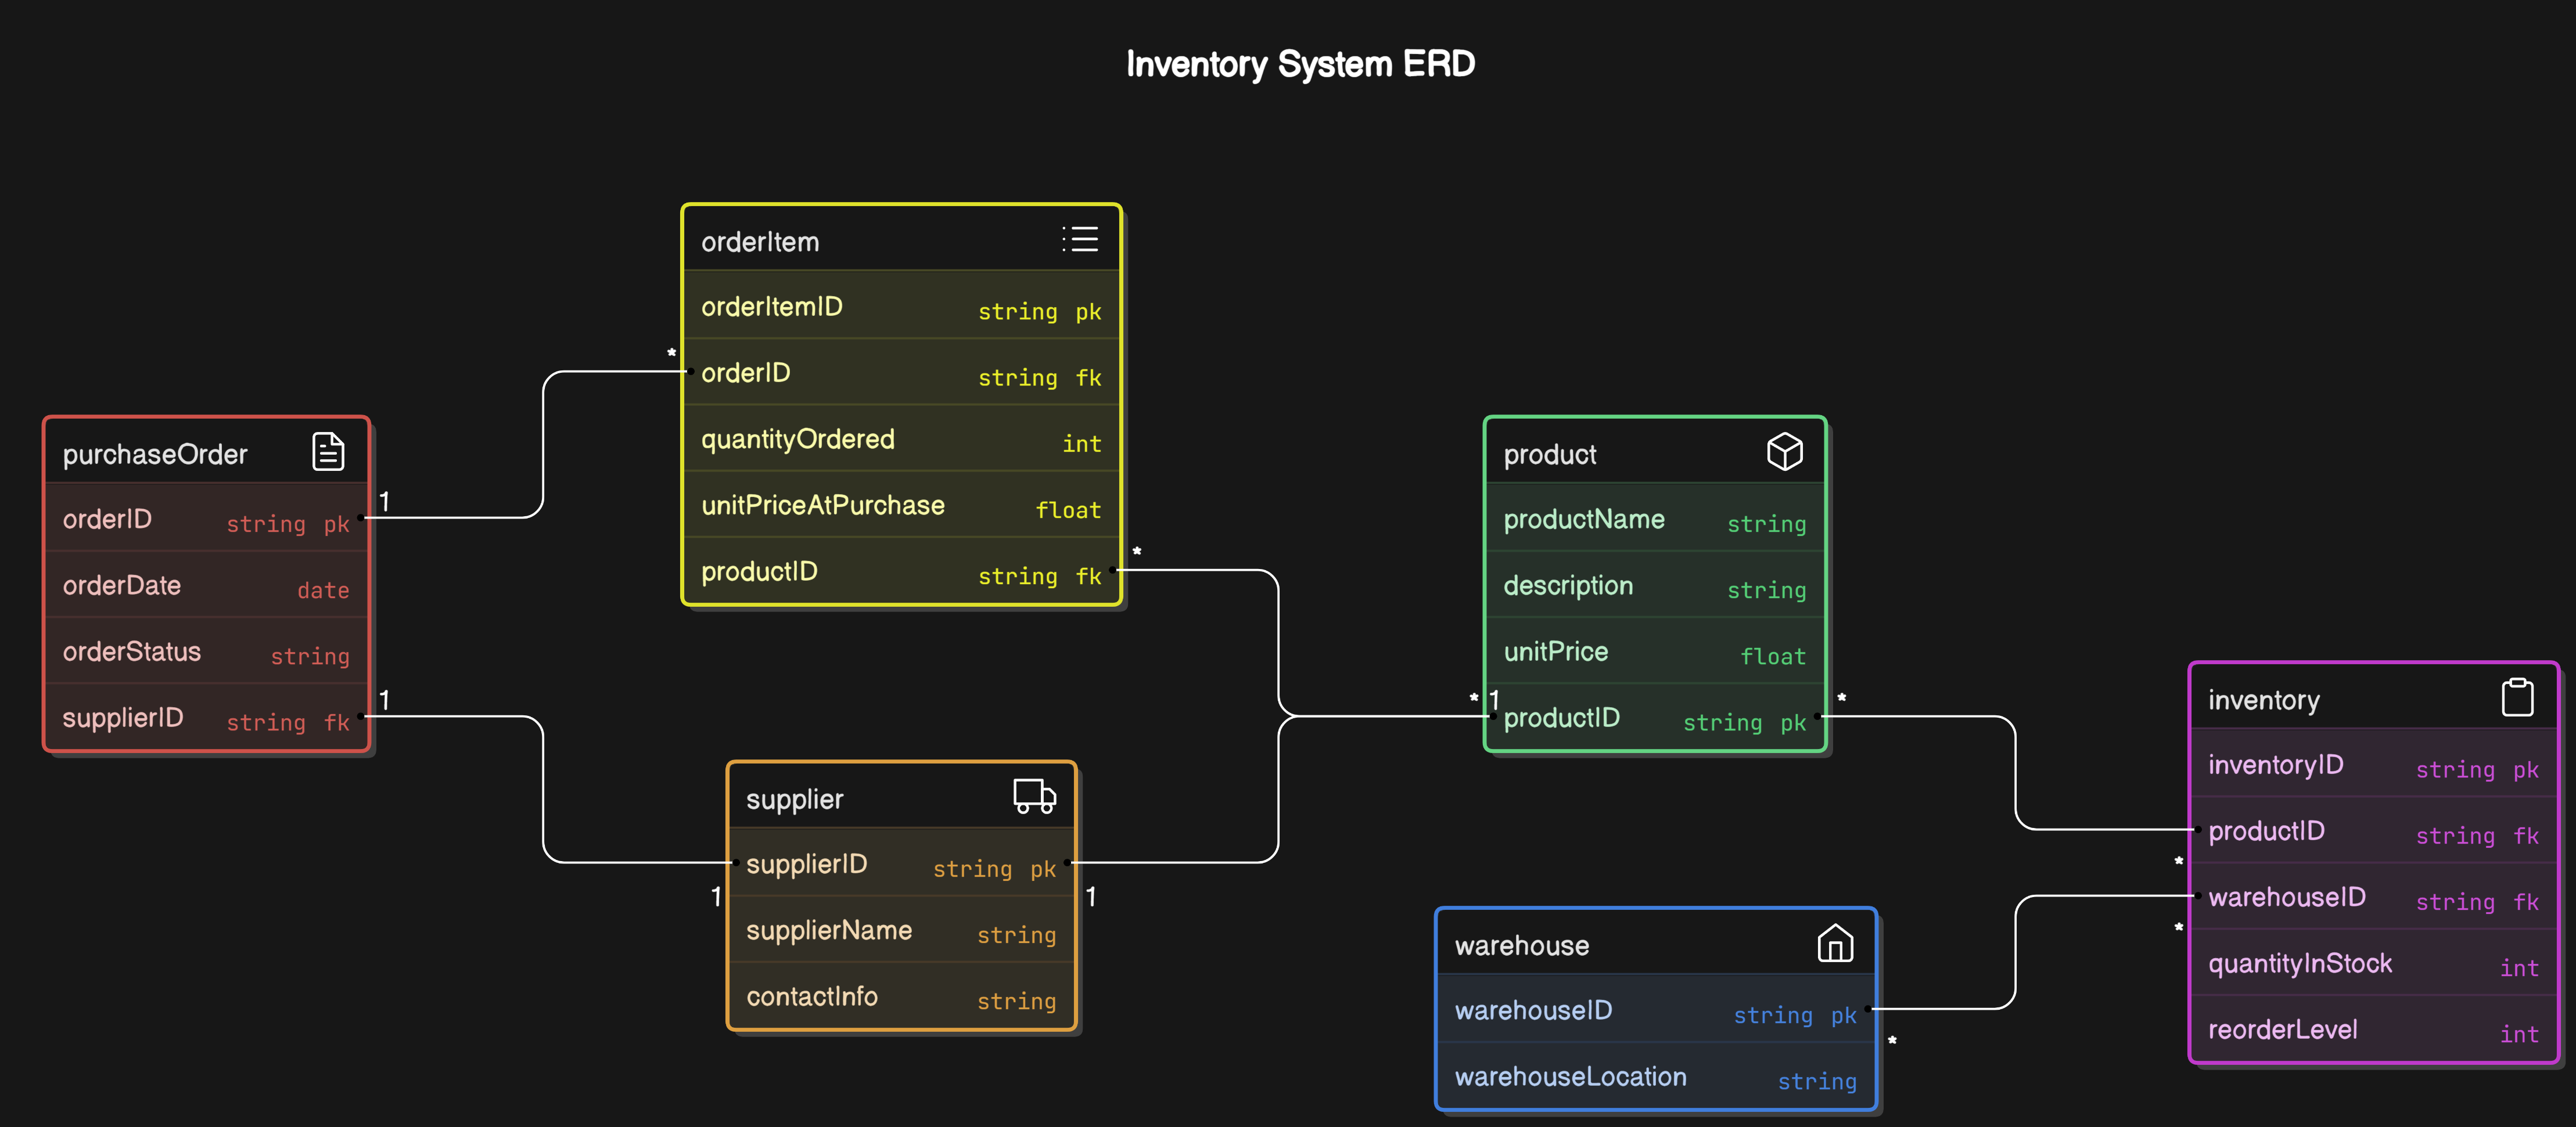 Inventory System ERD
orderItem
orderItemID string pk
* orderID string fk
quantityOrdered int
unitPriceAtPurchase float
productID string fk *
purchaseOrder
orderID string pk 1
orderDate date
orderStatus string
supplierID string fk 1
supplier
1 supplierID string pk 1
supplierName string
contactInfo string
product
productName string
description string
unitPrice float
* 1 productID string pk *
warehouse
warehouseID string pk *
warehouseLocation string
inventory
inventoryID string pk
* productID string fk
* warehouseID string fk
quantityInStock int
reorderLevel int